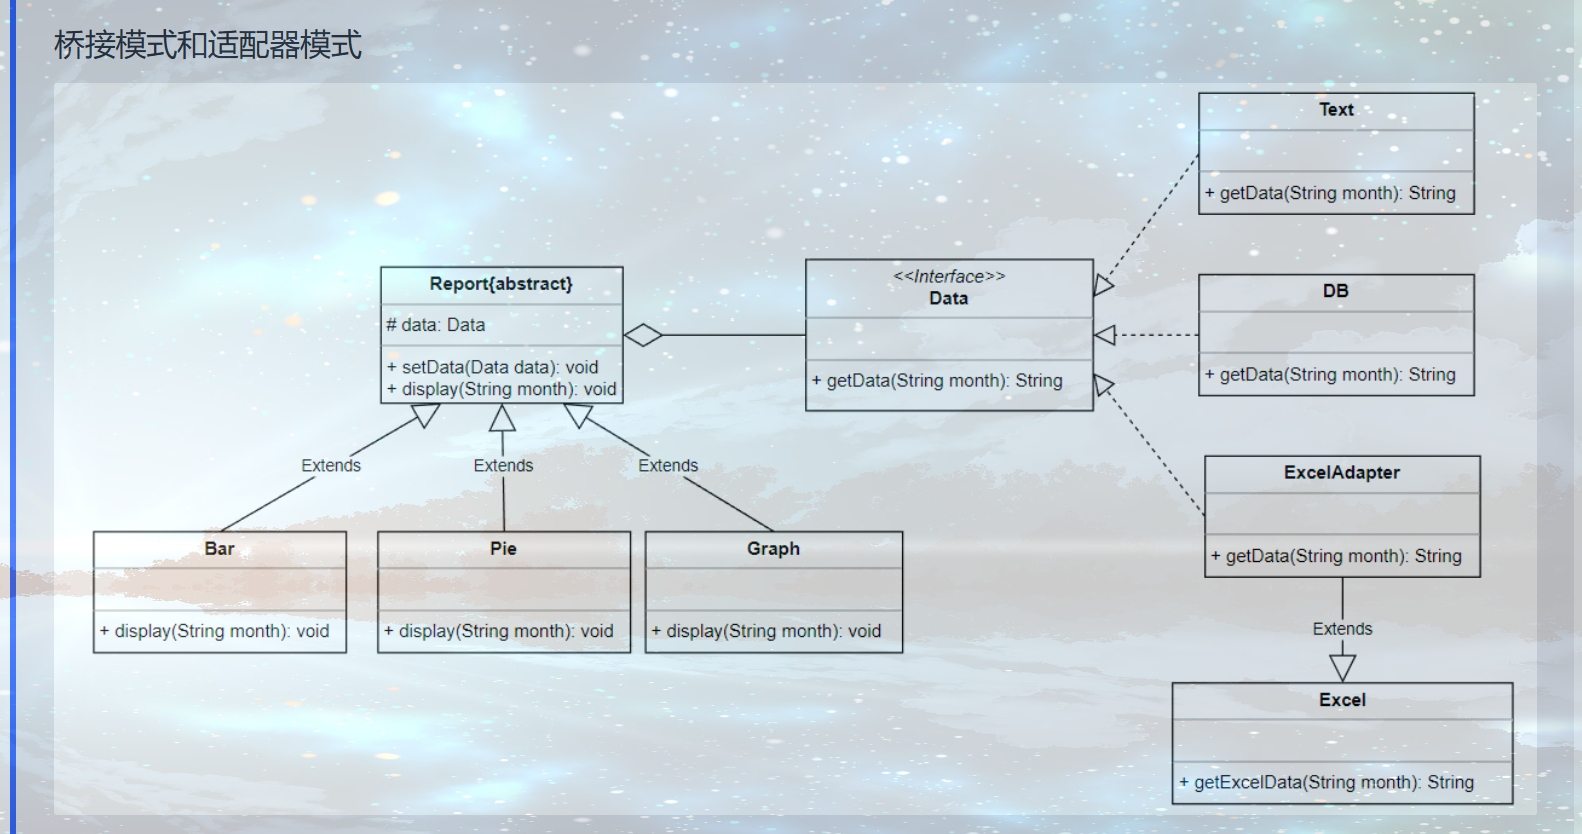 桥接模式和适配器模式
Text
+ getData(String month): String
Report{abstract}
# data: Data
+ setData(Data data): void
+ display(String month): void
<<Interface>>
Data
+ getData(String month): String
DB
+ getData(String month): String
Extends
Extends
Extends
ExcelAdapter
+ getData(String month): String
Bar
+ display(String month): void
Pie
+ display(String month): void
Graph
+ display(String month): void
Extends
Excel
+ getExcelData(String month): String